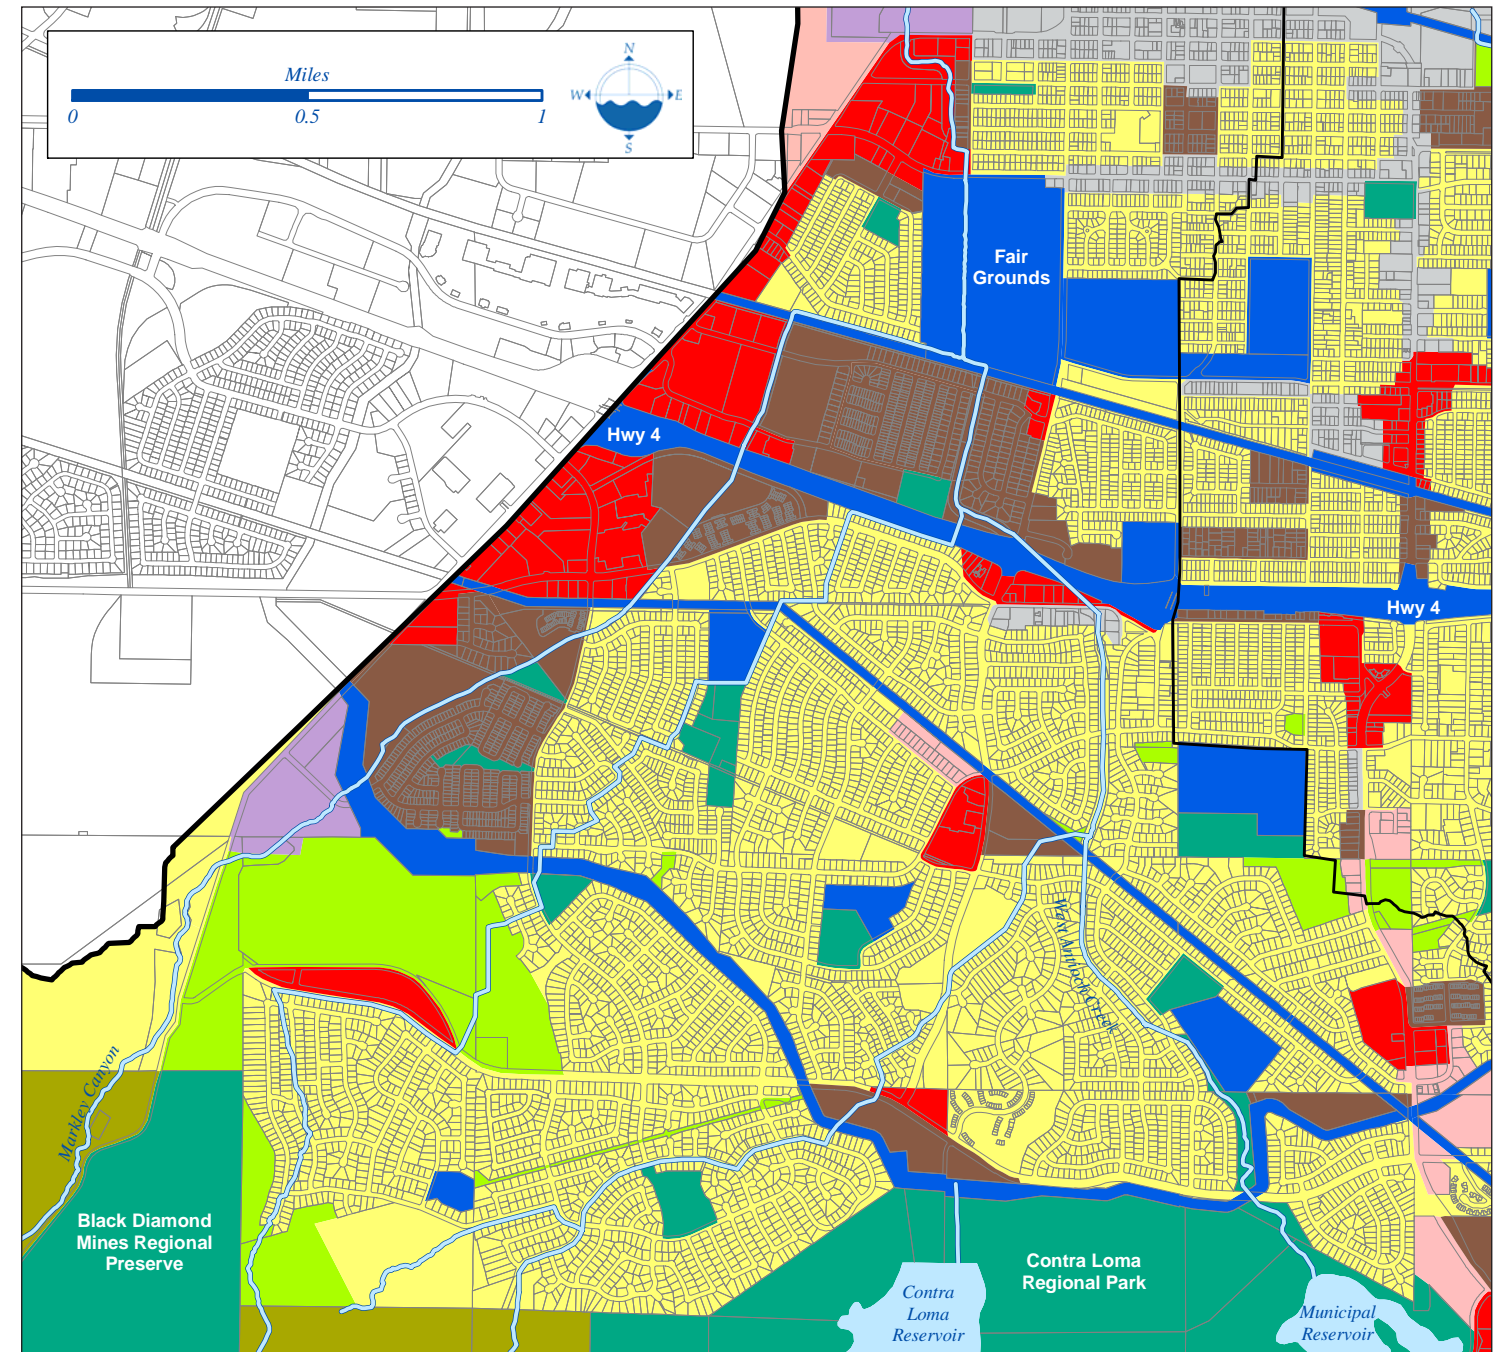 Miles
0 0.5 1
N
W E
S
Fair
Grounds
Hwy 4
Hwy 4
West Antioch Creek
Markley Canyon
Black Diamond
Mines Regional
Preserve
Contra Loma
Regional Park
Contra
Loma
Reservoir
Municipal
Reservoir